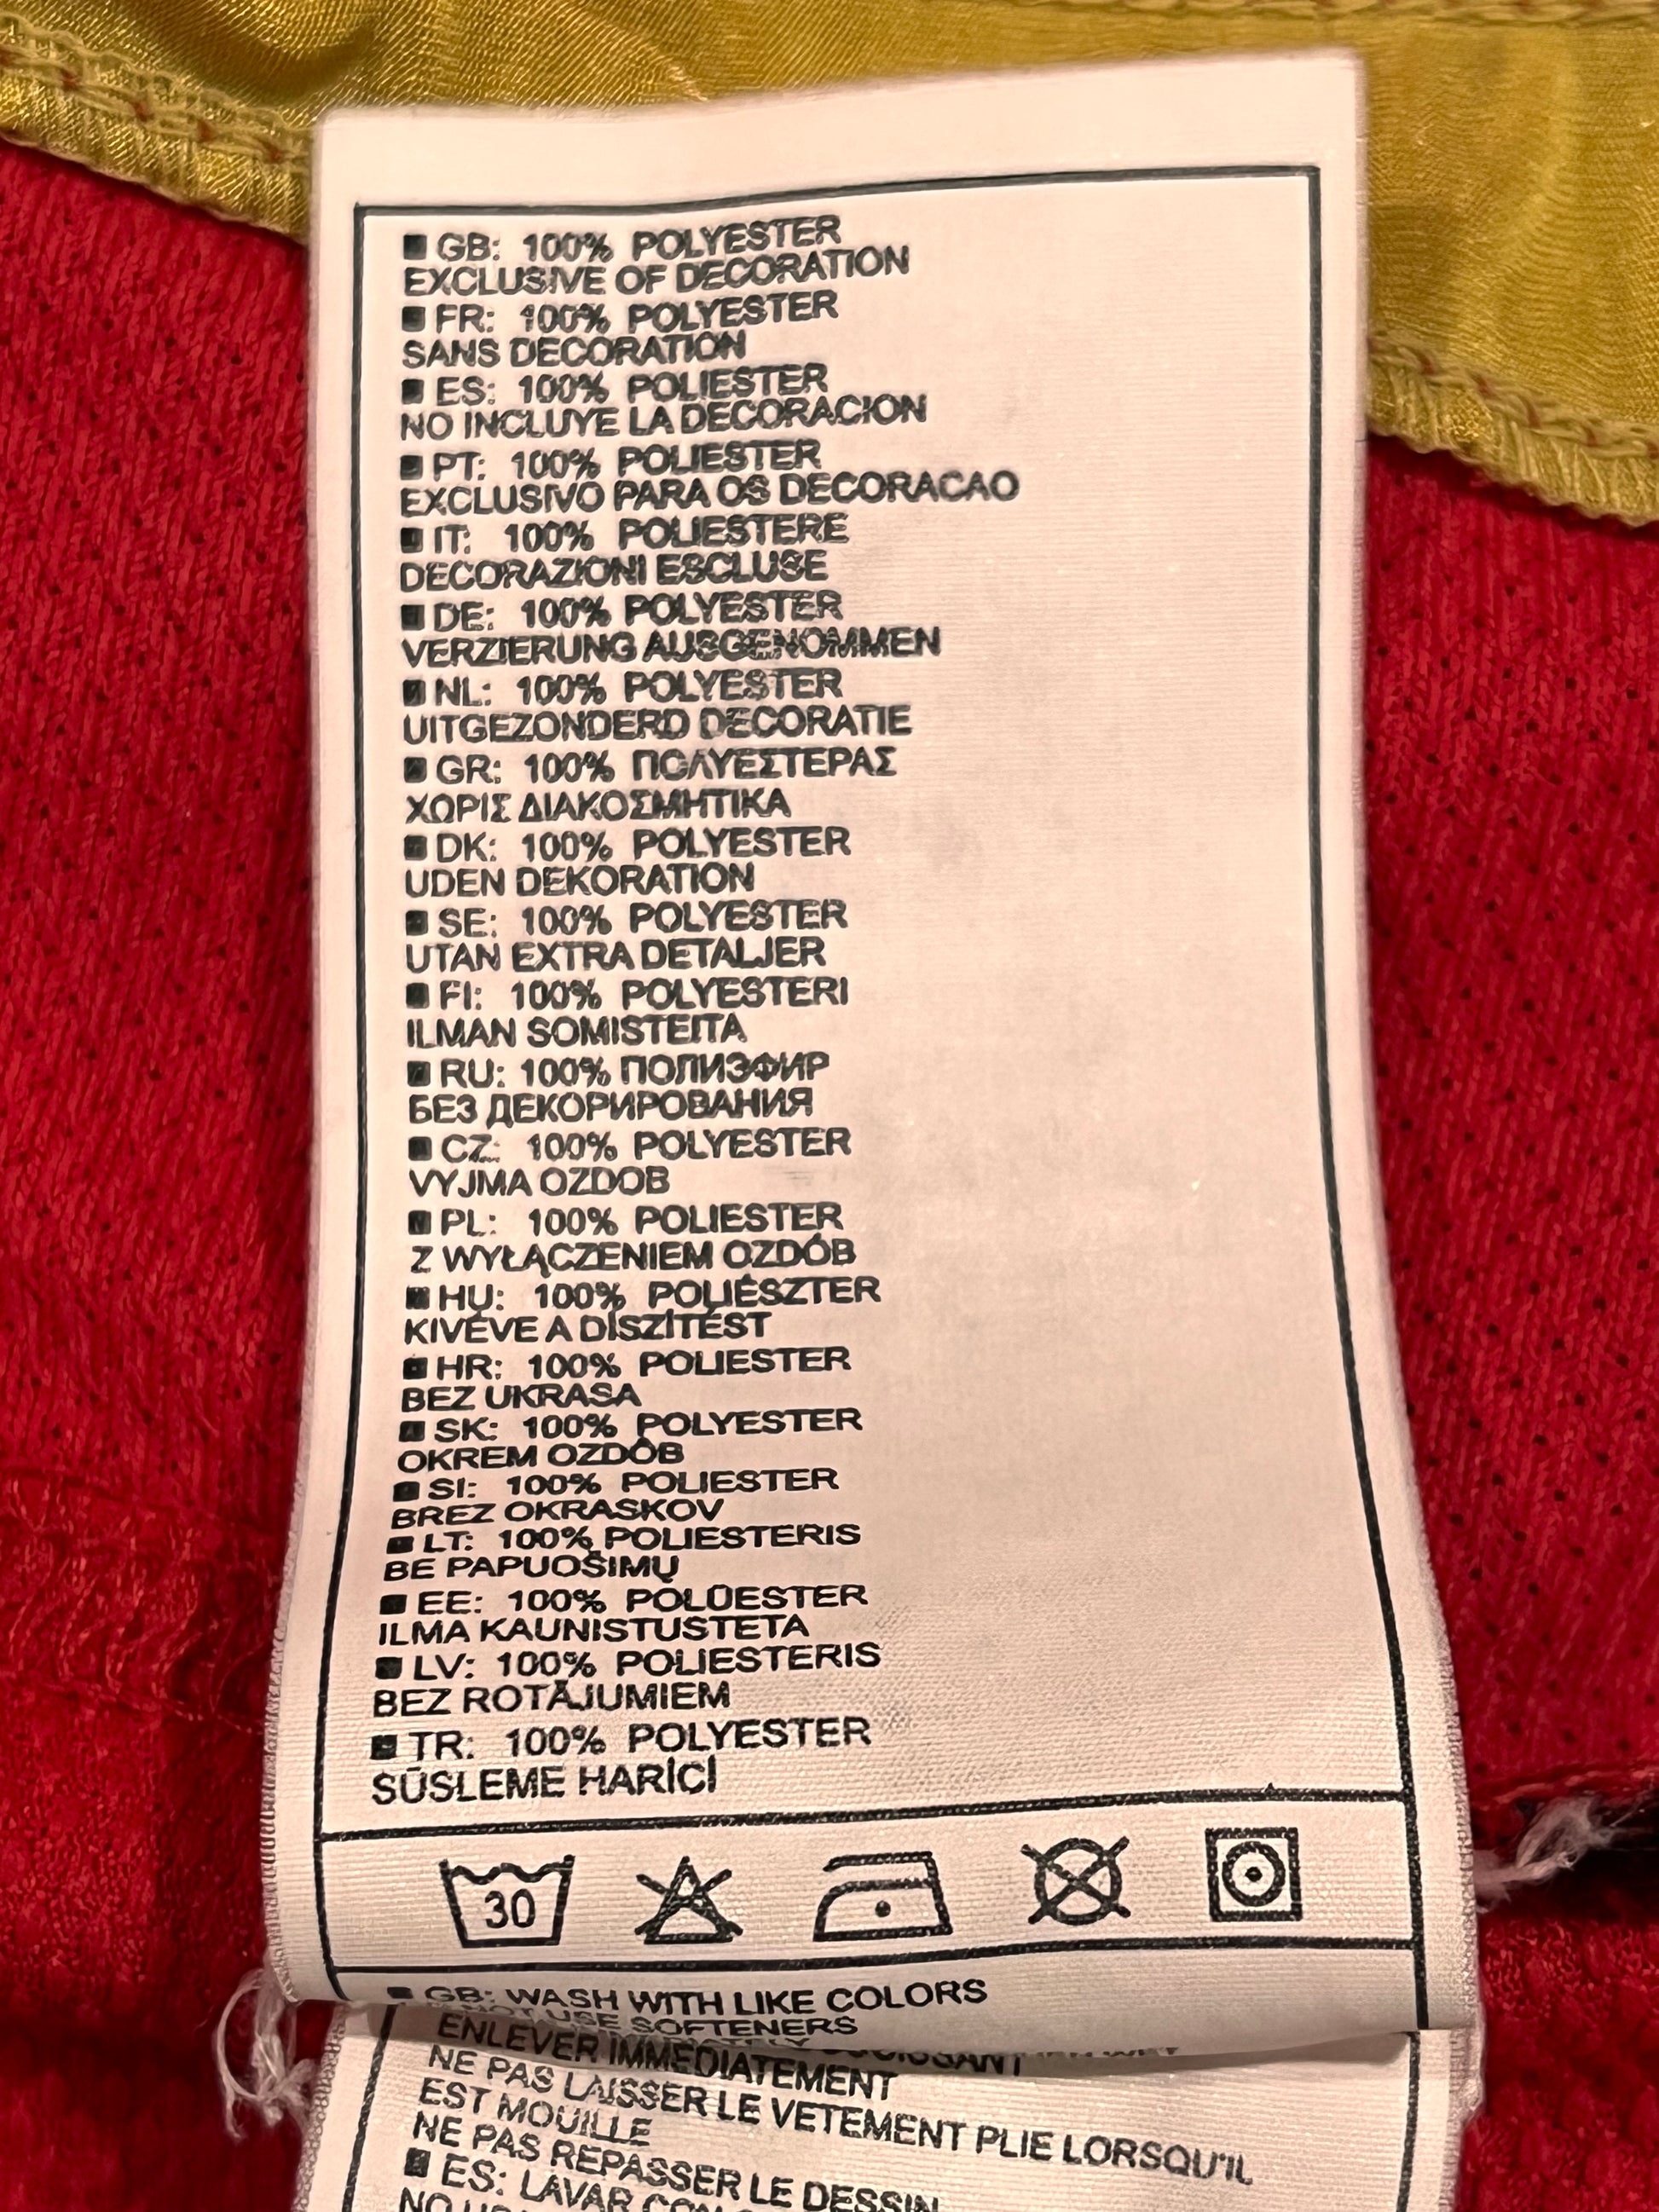 GB: 100% POLYESTER
EXCLUSIVE OF DECORATION
FR: 100% POLYESTER
SANS DECORATION
ES: 100% POLIESTER
NO INCLUYE LA DECORACION
PT: 100% POLIESTER
EXCLUSIVO PARA OS DECORACAO
IT: 100% POLIESTERE
DECORAZIONI ESCLUSE
DE: 100% POLYESTER
VERZIERUNG AUSGENOMMEN
NL: 100% POLYESTER
UITGEZONDERD DECORATIE
GR: 100% ΠΟΛΥΕΣΤΕΡΑΣ
ΧΩΡΙΣ ΔΙΑΚΟΣΜΗΤΙΚΑ
DK: 100% POLYESTER
UDEN DEKORATION
SE: 100% POLYESTER
UTAN EXTRA DETALJER
FI: 100% POLYESTERI
ILMAN SOMISTEITA
RU: 100% ПОЛИЭФИР
БЕЗ ДЕКОРИРОВАНИЯ
CZ: 100% POLYESTER
VYJMA OZDOB
PL: 100% POLIESTER
Z WYŁĄCZENIEM OZDÓB
HU: 100% POLIÉSZTER
KIVÉVE A DÍSZÍTÉST
HR: 100% POLIESTER
BEZ UKRASA
SK: 100% POLYESTER
OKREM OZDÔB
SI: 100% POLIESTER
BREZ OKRASKOV
LT: 100% POLIESTERIS
BE PAPUOŠIMŲ
EE: 100% POLÜESTER
ILMA KAUNISTUSTETA
LV: 100% POLIESTERIS
BEZ ROTĀJUMIEM
TR: 100% POLYESTER
SÜSLEME HARİCİ
30
GB: WASH WITH LIKE COLORS
USE SOFTENERS
ENLEVER IMMEDIATEMENT
NE PAS LAISSER LE VETEMENT PLIE LORSQU'IL
EST MOUILLE
NE PAS REPASSER LE DESSIN
ES: LAVAR